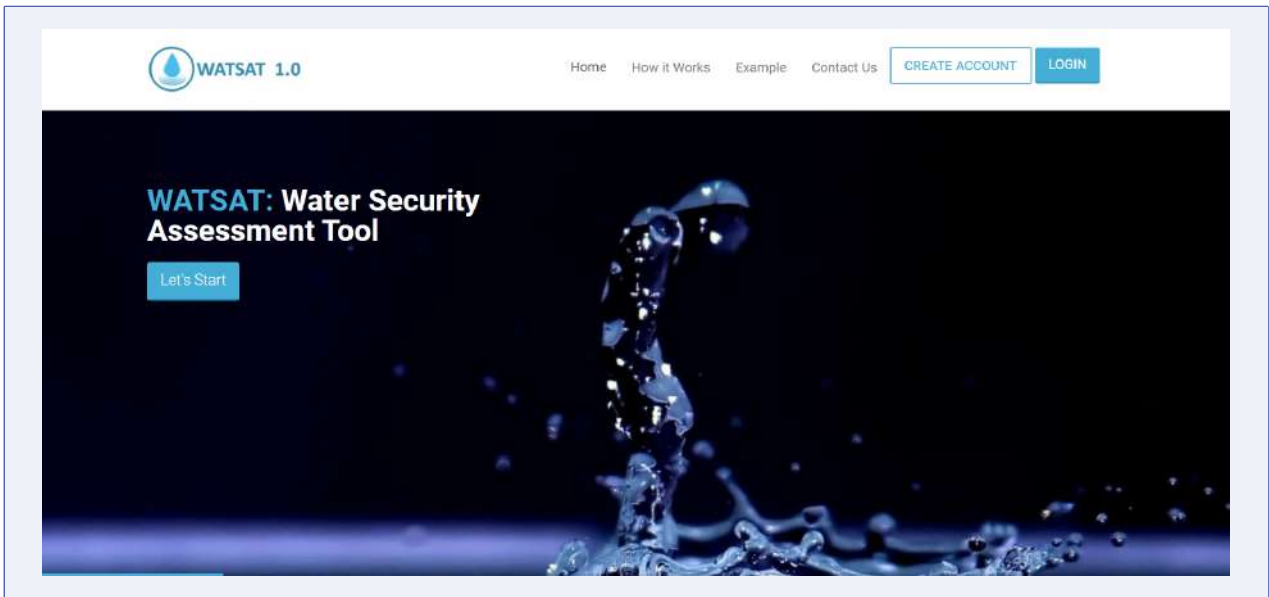 WATSAT 1.0
Home How it Works Example Contact Us CREATE ACCOUNT LOGIN
WATSAT: Water Security
Assessment Tool
Let's Start